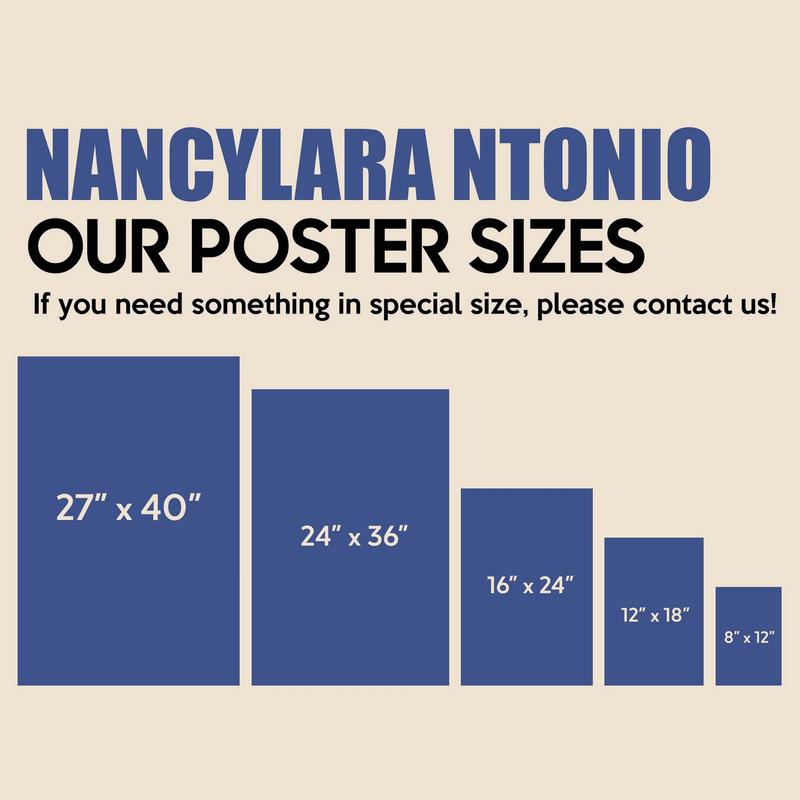 NANCYLARA NTONIO
OUR POSTER SIZES
If you need something in special size, please contact us!
27″ x 40″
24″ x 36″
16″ x 24″
12″ x 18″
8″ x 12″